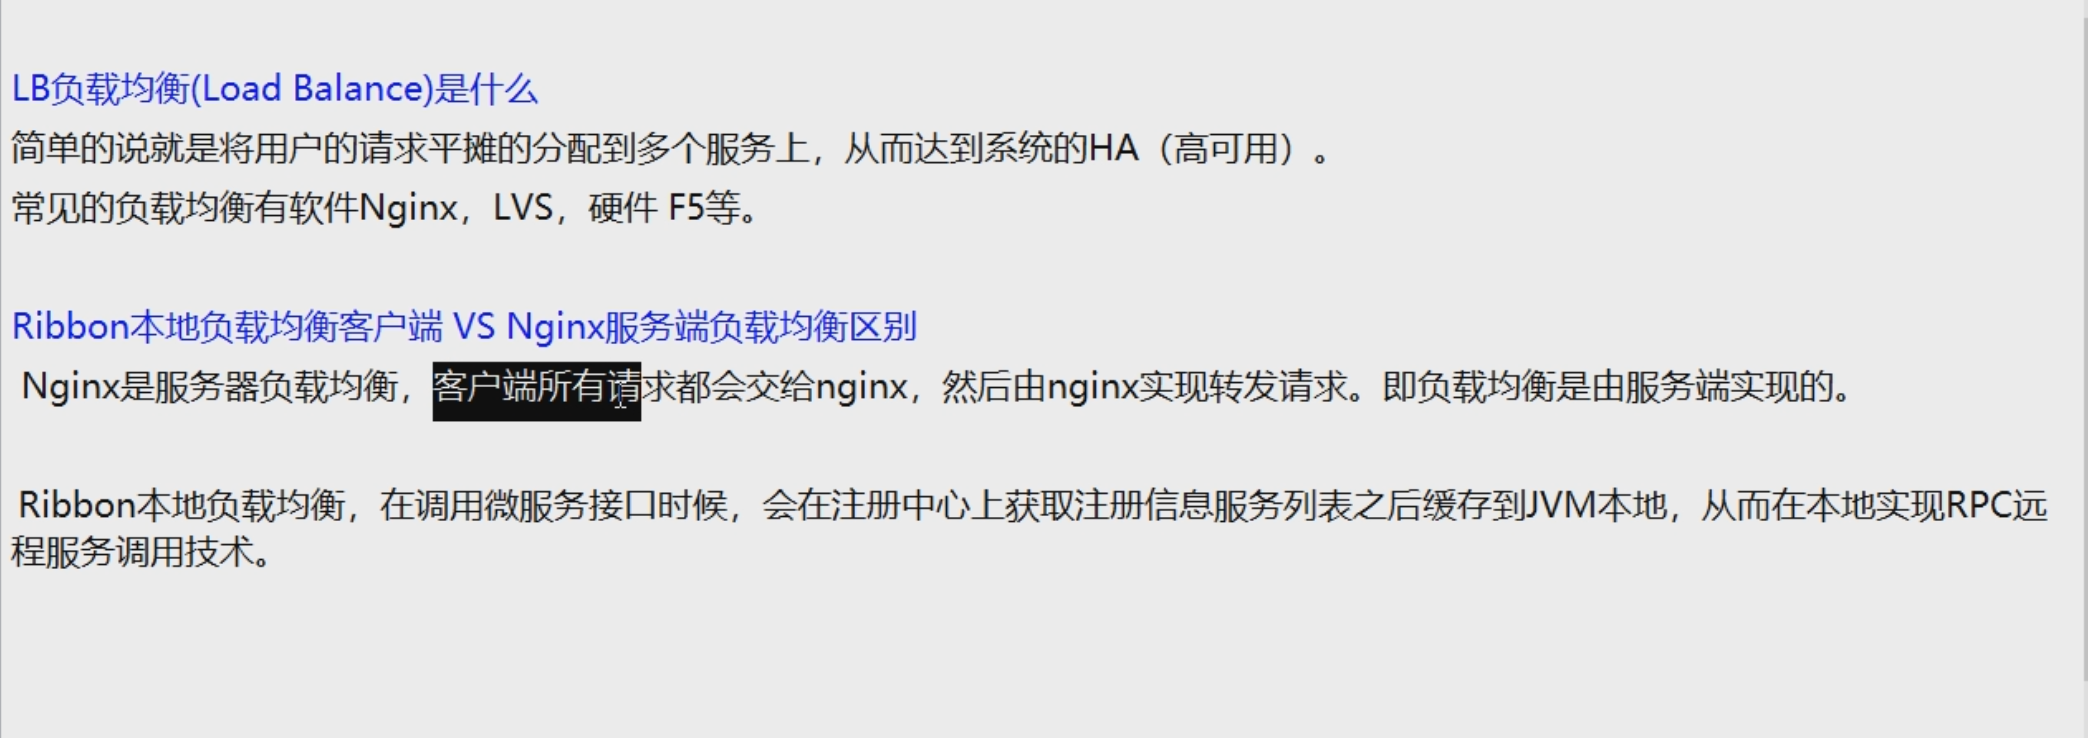 LB负载均衡(Load Balance)是什么
简单的说就是将用户的请求平摊的分配到多个服务上，从而达到系统的HA（高可用）。
常见的负载均衡有软件Nginx，LVS，硬件 F5等。
Ribbon本地负载均衡客户端 VS Nginx服务端负载均衡区别
Nginx是服务器负载均衡，客户端所有请求都会交给nginx，然后由nginx实现转发请求。即负载均衡是由服务端实现的。
Ribbon本地负载均衡，在调用微服务接口时候，会在注册中心上获取注册信息服务列表之后缓存到JVM本地，从而在本地实现RPC远
程服务调用技术。